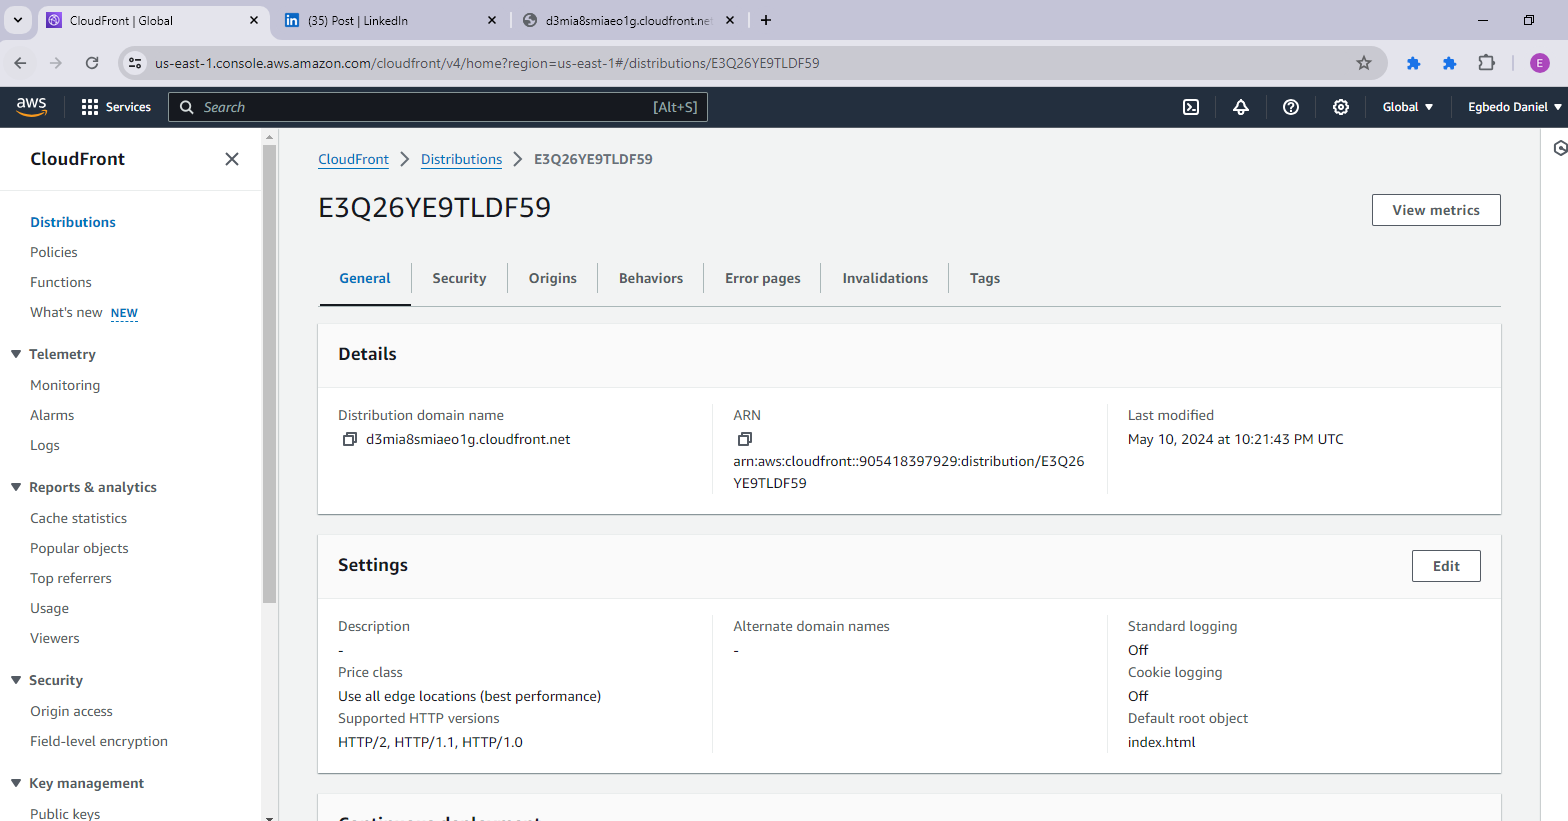 CloudFront | Global
(35) Post | LinkedIn
d3mia8smiaeo1g.cloudfront.net
us-east-1.console.aws.amazon.com/cloudfront/v4/home?region=us-east-1#/distributions/E3Q26YE9TLDF59
E
aws
Services
Search
[Alt+S]
Global
Egbedo Daniel
CloudFront
Distributions
Policies
Functions
What's new NEW
Telemetry
Monitoring
Alarms
Logs
Reports & analytics
Cache statistics
Popular objects
Top referrers
Usage
Viewers
Security
Origin access
Field-level encryption
Key management
Public keys
CloudFront
Distributions
E3Q26YE9TLDF59
E3Q26YE9TLDF59
View metrics
General
Security
Origins
Behaviors
Error pages
Invalidations
Tags
Details
Distribution domain name
d3mia8smiaeo1g.cloudfront.net
ARN
arn:aws:cloudfront::905418397929:distribution/E3Q26
YE9TLDF59
Last modified
May 10, 2024 at 10:21:43 PM UTC
Settings
Edit
Description
-
Price class
Use all edge locations (best performance)
Supported HTTP versions
HTTP/2, HTTP/1.1, HTTP/1.0
Alternate domain names
-
Standard logging
Off
Cookie logging
Off
Default root object
index.html
Continuous deployment